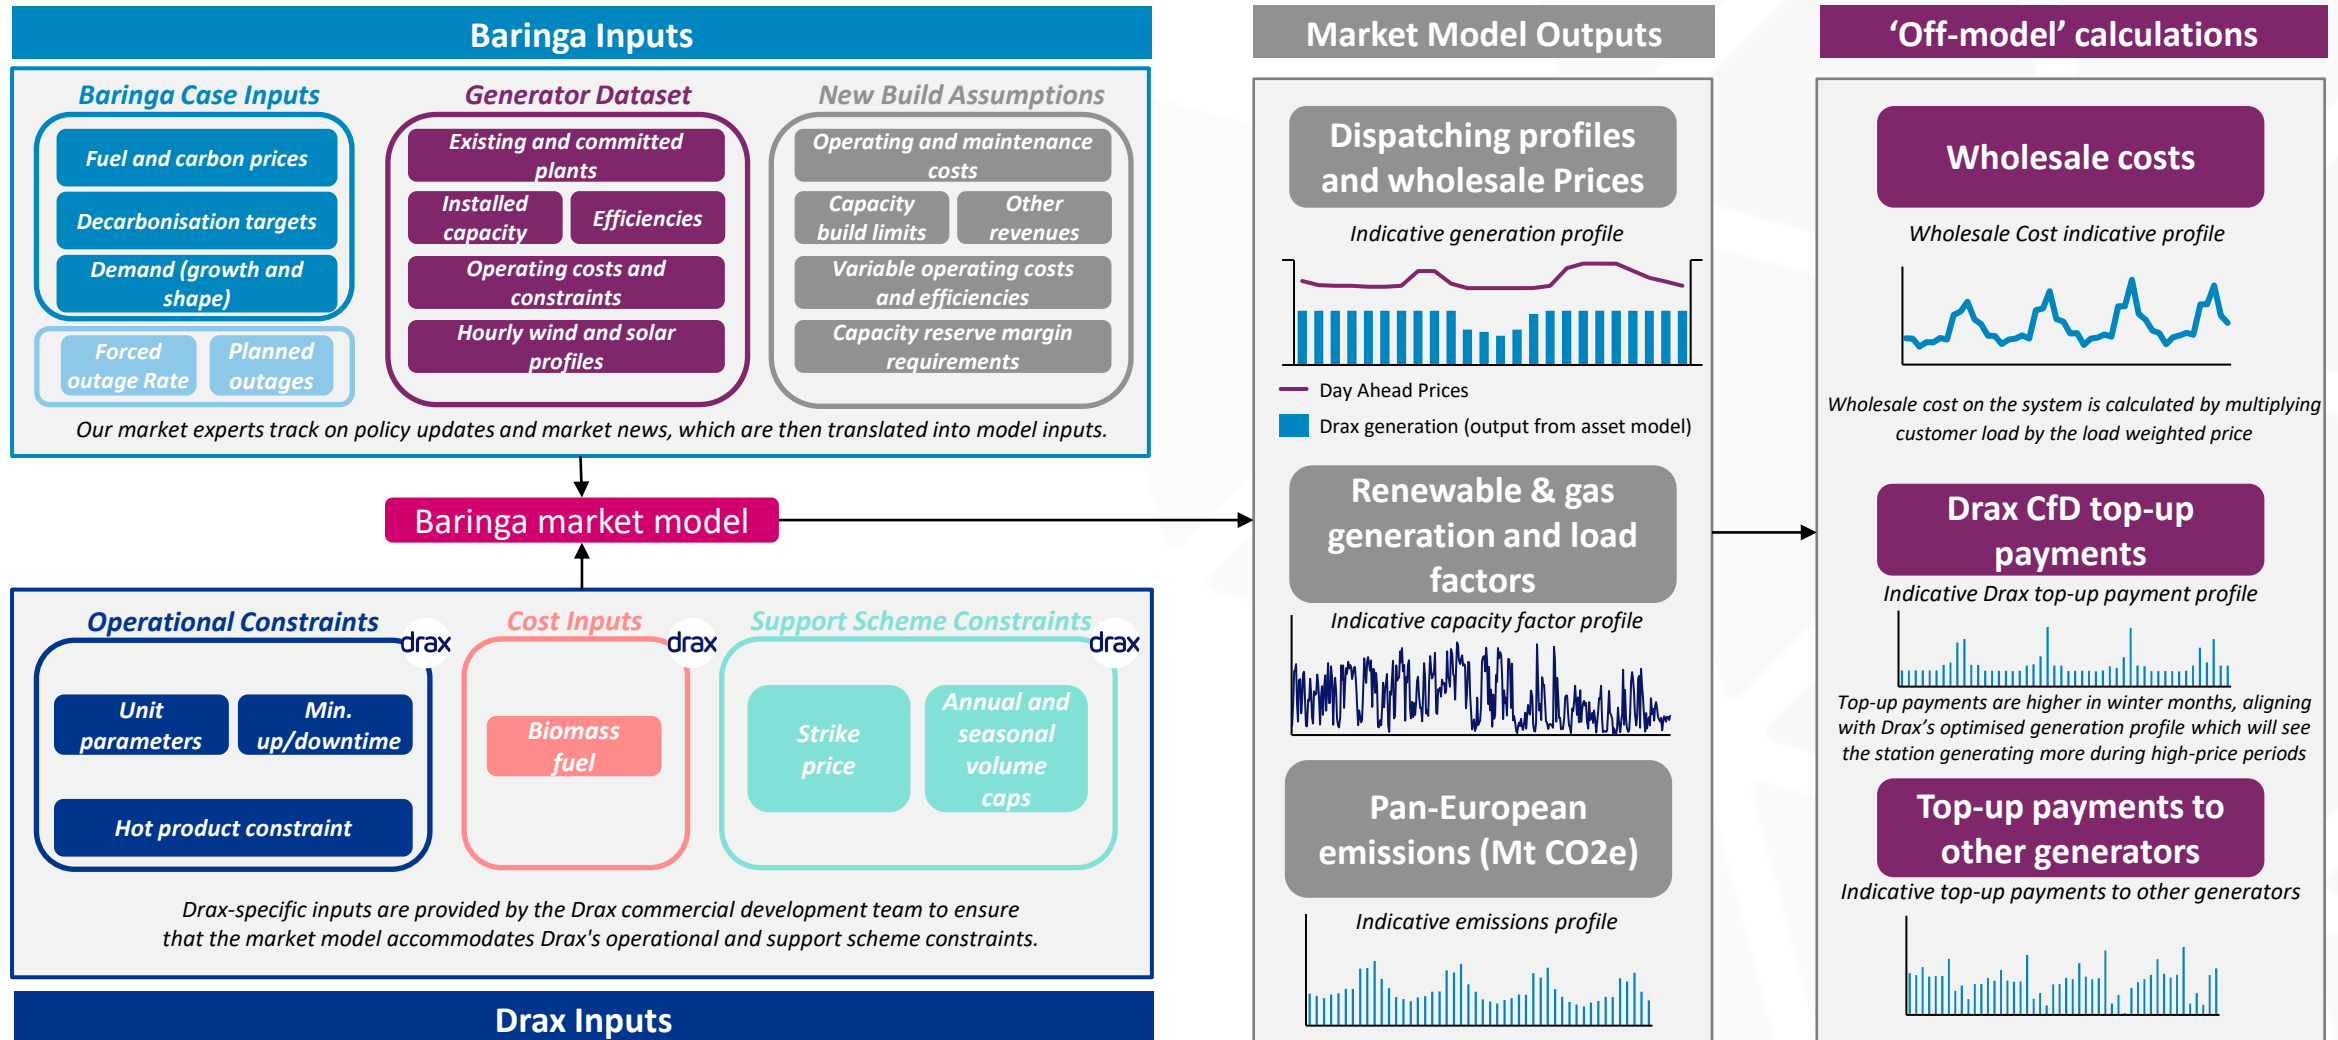 Baringa Inputs
Baringa Case Inputs
Fuel and carbon prices
Decarbonisation targets
Demand (growth and
shape)
Forced
outage Rate
Planned
outages
Generator Dataset
Existing and committed
plants
Installed
capacity
Efficiencies
Operating costs and
constraints
Hourly wind and solar
profiles
New Build Assumptions
Operating and maintenance
costs
Capacity
build limits
Other
revenues
Variable operating costs
and efficiencies
Capacity reserve margin
requirements
Our market experts track on policy updates and market news, which are then translated into model inputs.
Baringa market model
Operational Constraints
drax
Unit
parameters
Min.
up/downtime
Hot product constraint
Cost Inputs
drax
Biomass
fuel
Support Scheme Constraints
drax
Strike
price
Annual and
seasonal
volume
caps
Drax-specific inputs are provided by the Drax commercial development team to ensure
that the market model accommodates Drax's operational and support scheme constraints.
Drax Inputs
Market Model Outputs
Dispatching profiles
and wholesale Prices
Indicative generation profile
Day Ahead Prices
Drax generation (output from asset model)
Renewable & gas
generation and load
factors
Indicative capacity factor profile
Pan-European
emissions (Mt CO2e)
Indicative emissions profile
‘Off-model’ calculations
Wholesale costs
Wholesale Cost indicative profile
Wholesale cost on the system is calculated by multiplying
customer load by the load weighted price
Drax CfD top-up
payments
Indicative Drax top-up payment profile
Top-up payments are higher in winter months, aligning
with Drax’s optimised generation profile which will see
the station generating more during high-price periods
Top-up payments to
other generators
Indicative top-up payments to other generators